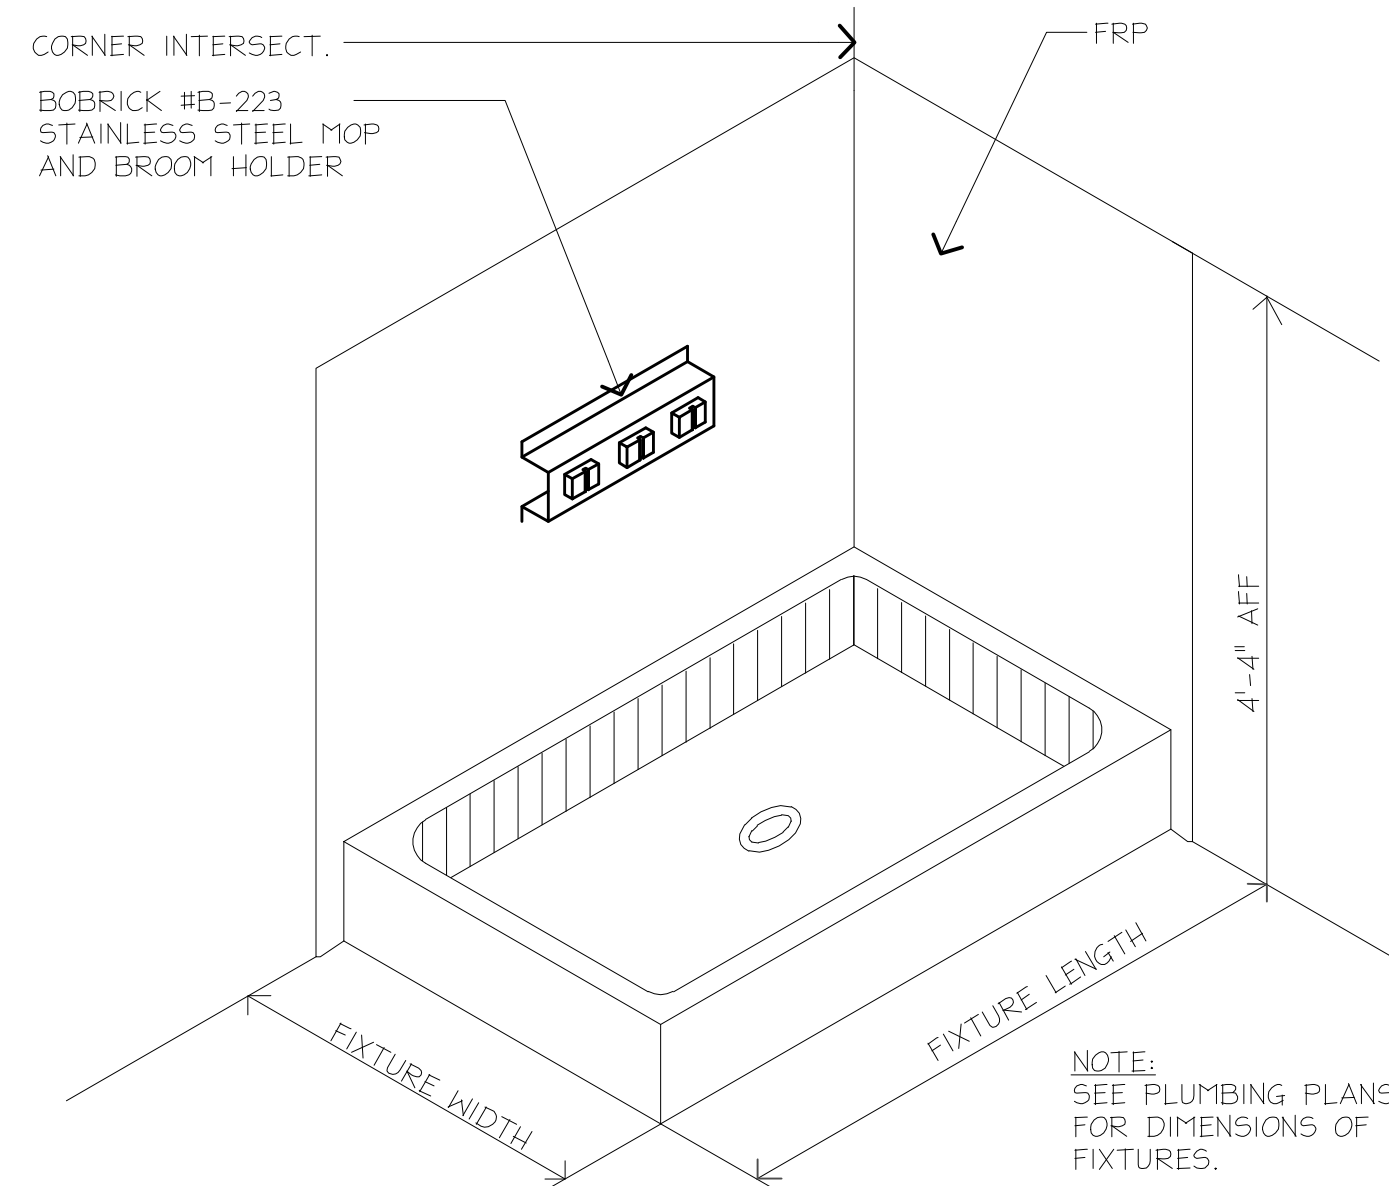 CORNER INTERSECT.
FRP
BOBRICK #B-223
STAINLESS STEEL MOP
AND BROOM HOLDER
4'-4" AFF
FIXTURE LENGTH
FIXTURE WIDTH
NOTE:
SEE PLUMBING PLANS
FOR DIMENSIONS OF
FIXTURES.